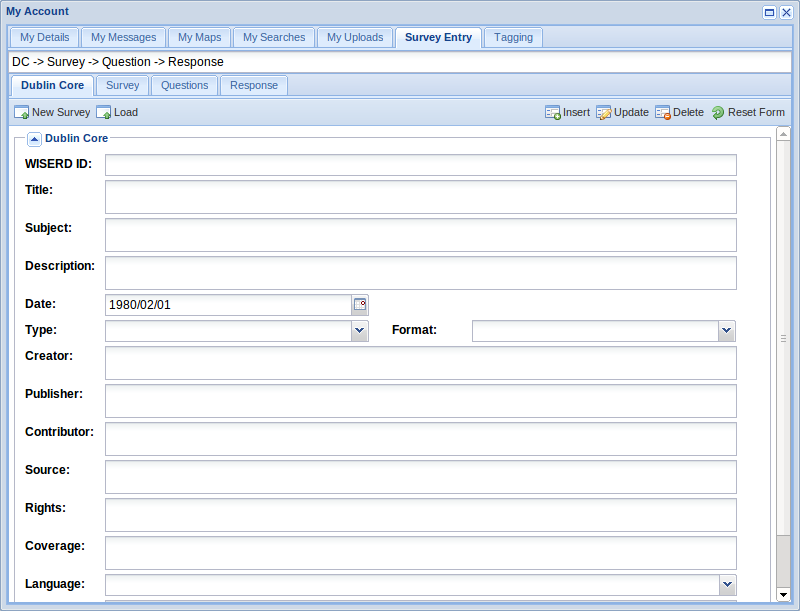 My Account
My Details My Messages My Maps My Searches My Uploads Survey Entry Tagging
DC -> Survey -> Question -> Response
Dublin Core Survey Questions Response
New Survey Load Insert Update Delete Reset Form
Dublin Core
WISERD ID:
Title:
Subject:
Description:
Date: 1980/02/01
Type: Format:
Creator:
Publisher:
Contributor:
Source:
Rights:
Coverage:
Language: